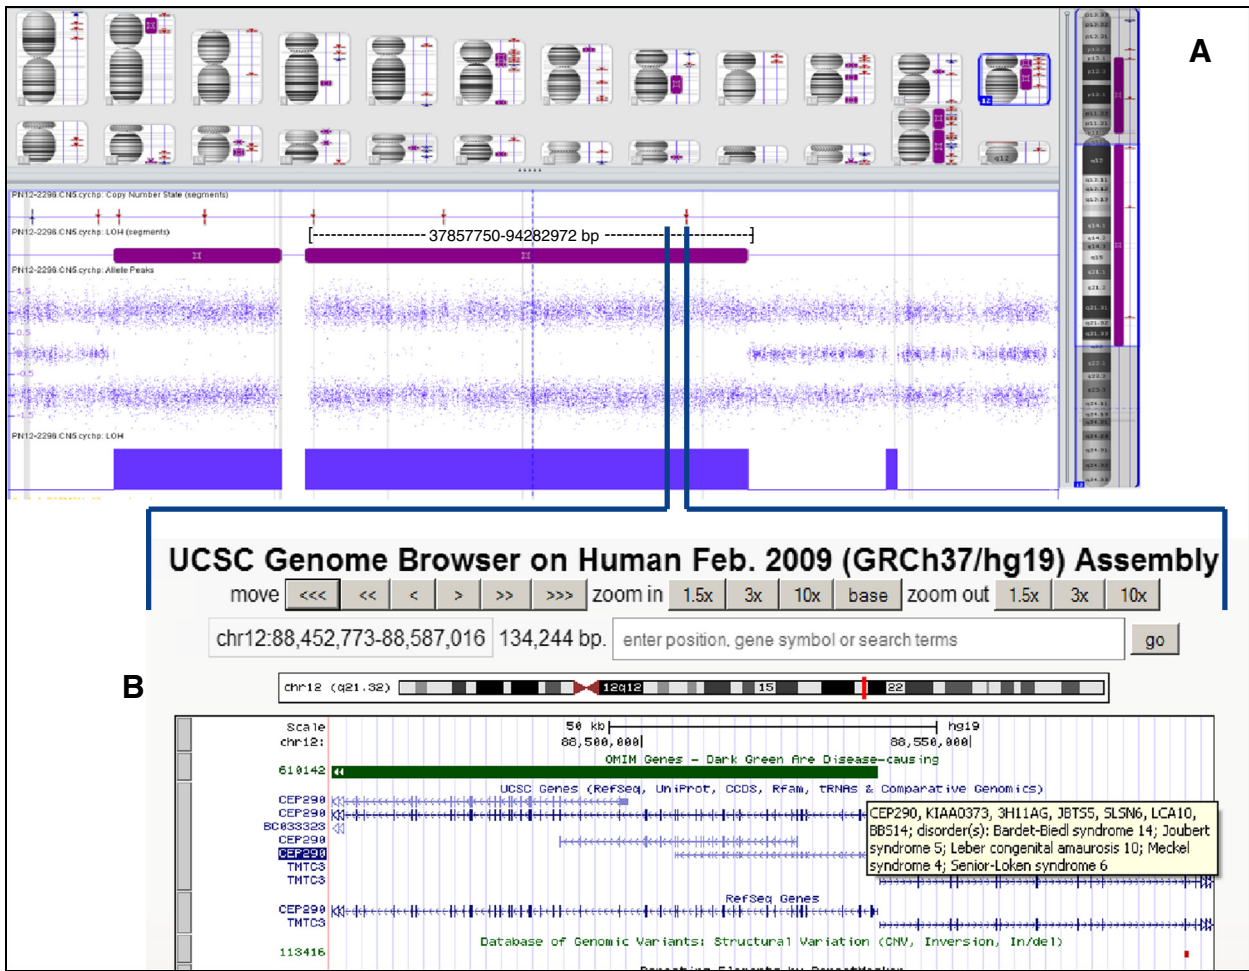 A
PN12-2296.CN5.cychp: Copy Number State (segments)
PN12-2296.CN5.cychp: LOH (segments)
[------------------ 37857750-94282972 bp -----------------------]
PN12-2296.CN5.cychp: Allele Peaks
PN12-2296.CN5.cychp: LOH
UCSC Genome Browser on Human Feb. 2009 (GRCh37/hg19) Assembly
move <<< << < > >> >>> zoom in 1.5x 3x 10x base zoom out 1.5x 3x 10x
chr12:88,452,773-88,587,016 134,244 bp. enter position, gene symbol or search terms go
B
chr12 (q21.32) 12q12 15 22
Scale 50 kb hg19
chr12: 88,500,000 88,550,000
OMIM Genes - Dark Green Are Disease-causing
610142
UCSC Genes (RefSeq, UniProt, CCDS, Rfam, tRNAs & Comparative Genomics)
CEP290
CEP290
BC033323
CEP290
CEP290
TMTC3
TMTC3
CEP290, KIAA0373, 3H11AG, JBTS5, SLSN6, LCA10,
BBS14; disorder(s): Bardet-Biedl syndrome 14; Joubert
syndrome 5; Leber congenital amaurosis 10; Meckel
syndrome 4; Senior-Loken syndrome 6
RefSeq Genes
CEP290
TMTC3
Database of Genomic Variants: Structural Variation (CNV, Inversion, In/del)
113416